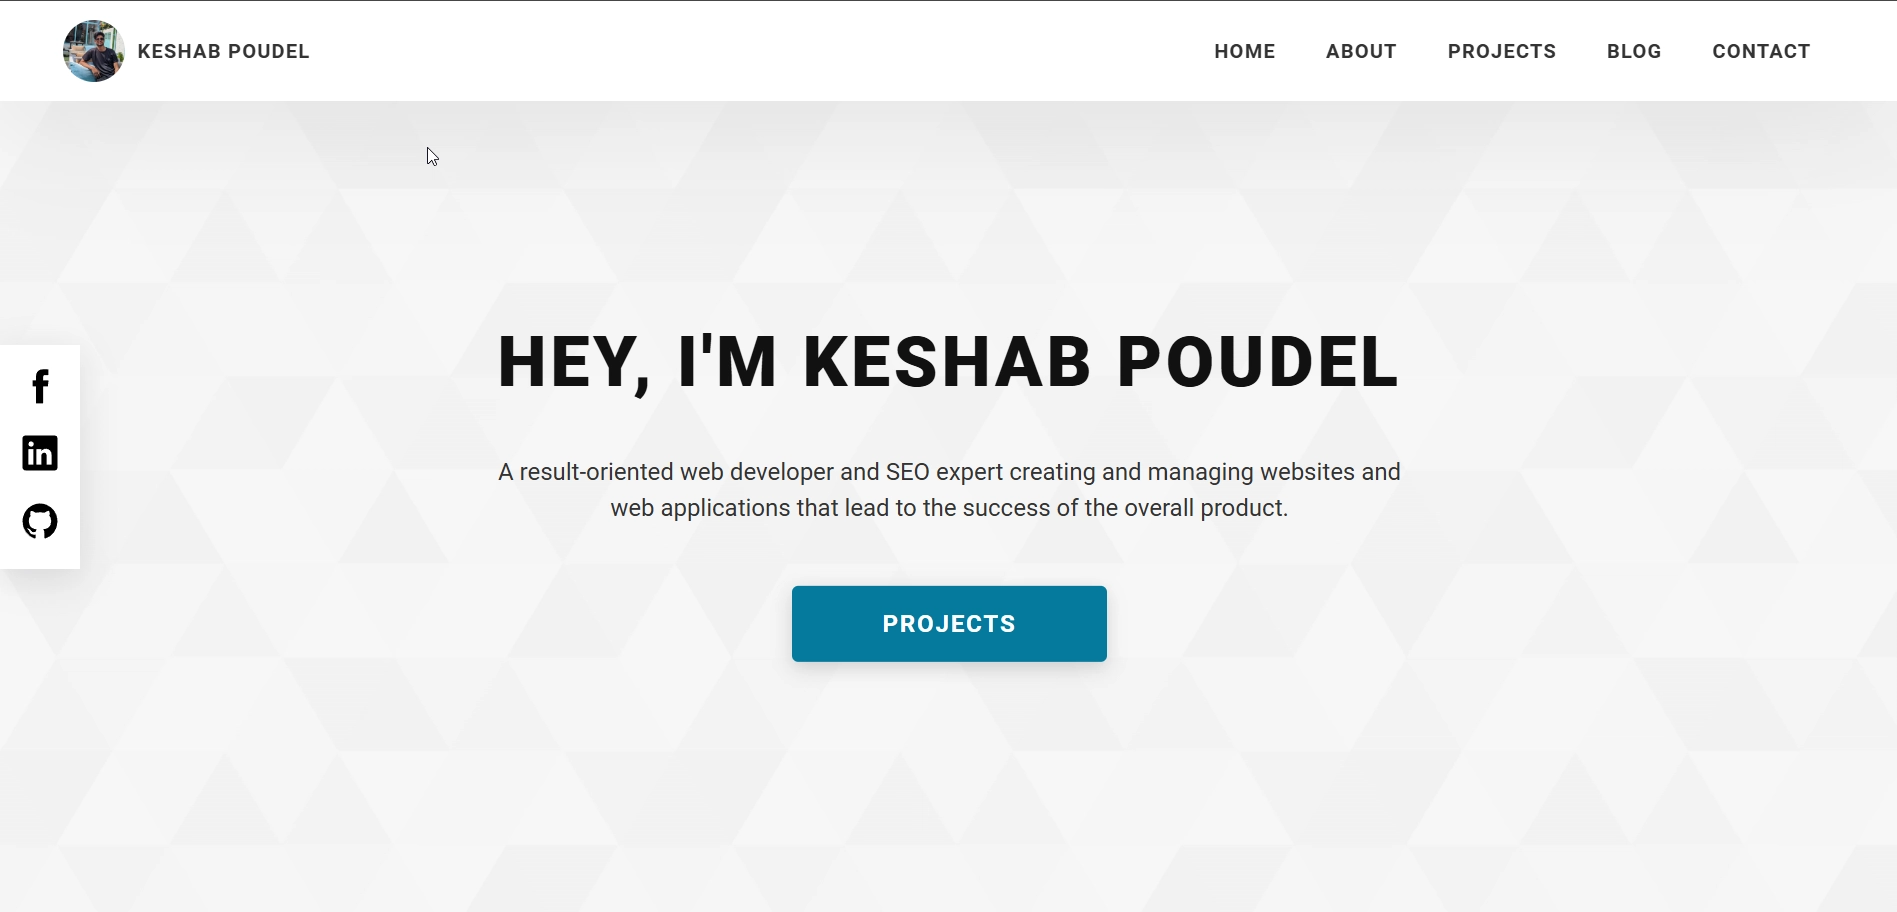 KESHAB POUDEL
HOME ABOUT PROJECTS BLOG CONTACT
HEY, I'M KESHAB POUDEL
A result-oriented web developer and SEO expert creating and managing websites and
web applications that lead to the success of the overall product.
PROJECTS